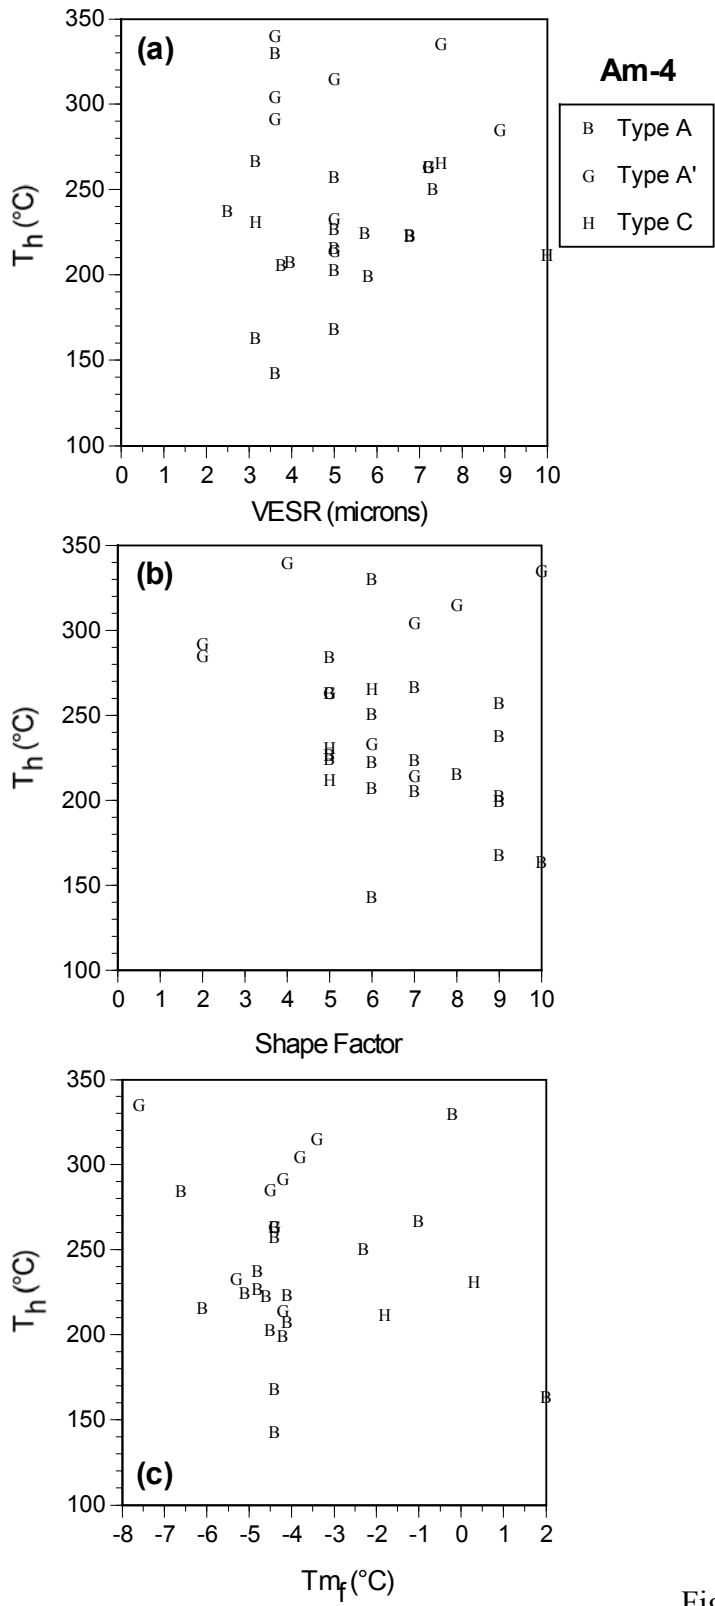 350
(a)
Am-4
300
B Type A
G Type A'
H Type C
250
Th (°C)
200
150
100
0 1 2 3 4 5 6 7 8 9 10
VESR (microns)
350
(b)
300
250
Th (°C)
200
150
100
0 1 2 3 4 5 6 7 8 9 10
Shape Factor
350
300
250
Th (°C)
200
150
(c)
100
-8 -7 -6 -5 -4 -3 -2 -1 0 1 2
Tmf (°C)